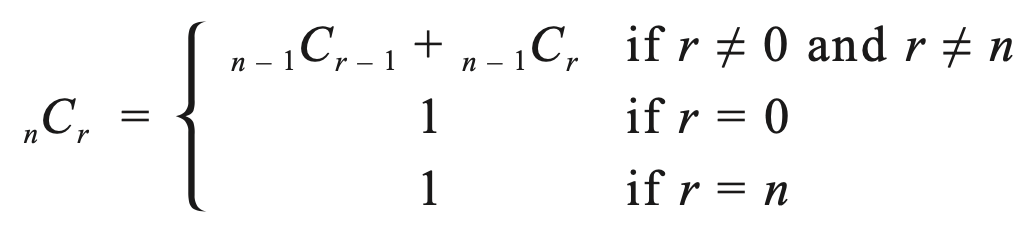 ₙCᵣ = { ₙ₋₁Cᵣ₋₁ + ₙ₋₁Cᵣ if r ≠ 0 and r ≠ n
1 if r = 0
1 if r = n